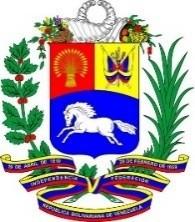 19 DE ABRIL DE 1810
20 DE FEBRERO DE 1859
INDEPENDENCIA
FEDERACIÓN
REPÚBLICA BOLIVARIANA DE VENEZUELA